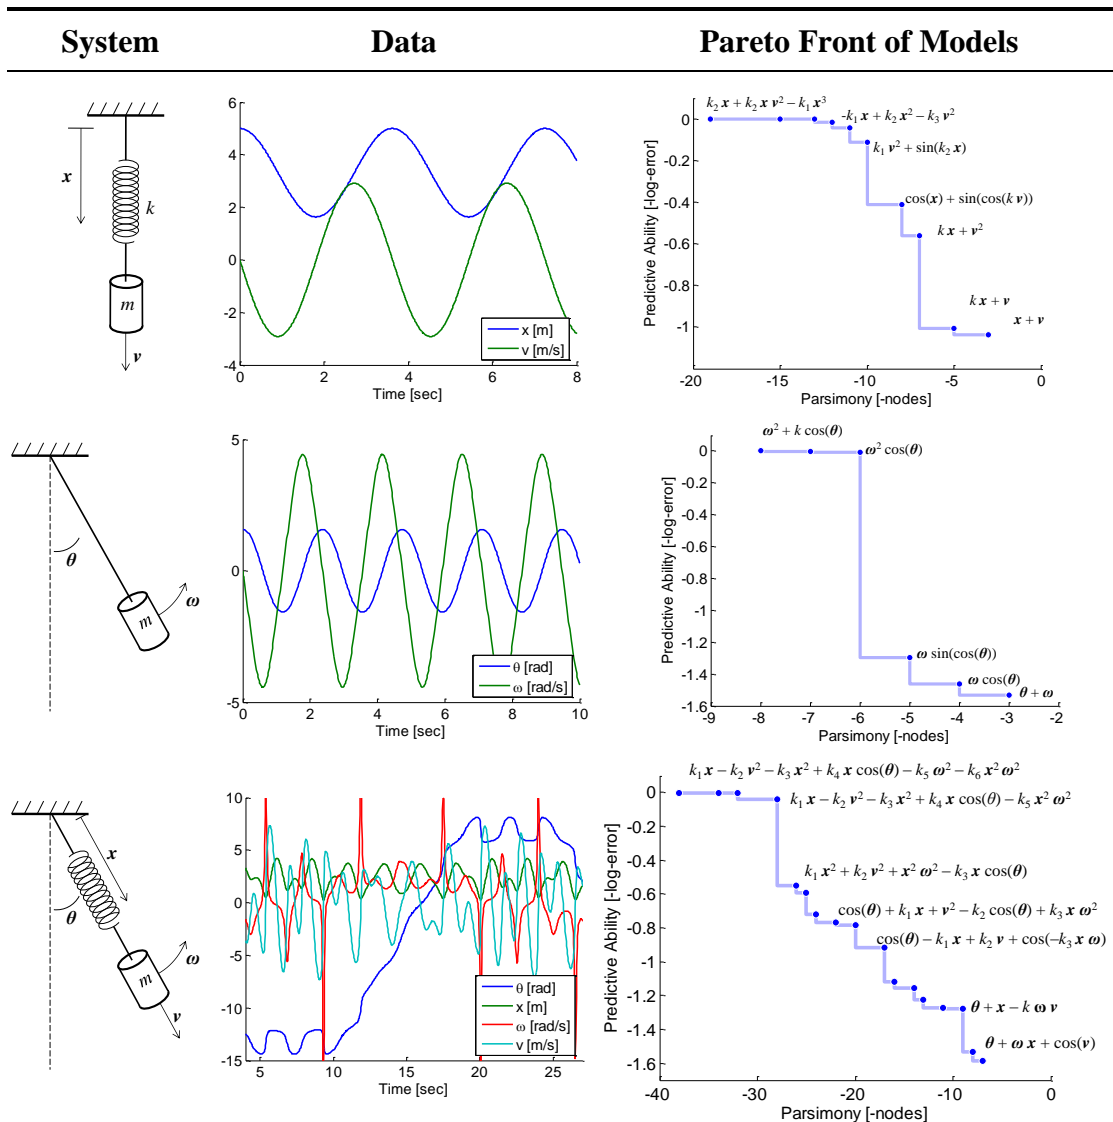 System Data Pareto Front of Models
x
k
m
v
6
4
2
0
-2
-4
0 2 4 6 8
Time [sec]
x [m]
v [m/s]
Predictive Ability [-log-error]
0
-0.2
-0.4
-0.6
-0.8
-1
-20 -15 -10 -5 0
Parsimony [-nodes]
k₂ x + k₂ x v² – k₁ x³
-k₁ x + k₂ x² – k₃ v²
k₁ v² + sin(k₂ x)
cos(x) + sin(cos(k v))
k x + v²
k x + v
x + v
θ
m
ω
5
0
-5
0 2 4 6 8 10
Time [sec]
θ [rad]
ω [rad/s]
Predictive Ability [-log-error]
0
-0.2
-0.4
-0.6
-0.8
-1
-1.2
-1.4
-1.6
-9 -8 -7 -6 -5 -4 -3 -2
Parsimony [-nodes]
ω² + k cos(θ)
ω² cos(θ)
ω sin(cos(θ))
ω cos(θ)
θ + ω
x
θ
m
ω
v
10
5
0
-5
-10
-15
5 10 15 20 25
Time [sec]
θ [rad]
x [m]
ω [rad/s]
v [m/s]
Predictive Ability [-log-error]
0
-0.2
-0.4
-0.6
-0.8
-1
-1.2
-1.4
-1.6
-40 -30 -20 -10 0
Parsimony [-nodes]
k₁ x – k₂ v² – k₃ x² + k₄ x cos(θ) – k₅ ω² – k₆ x² ω²
k₁ x – k₂ v² – k₃ x² + k₄ x cos(θ) – k₅ x² ω²
k₁ x² + k₂ v² + x² ω² – k₃ x cos(θ)
cos(θ) + k₁ x + v² – k₂ cos(θ) + k₃ x ω²
cos(θ) – k₁ x + k₂ v + cos(–k₃ x ω)
θ + x – k ω v
θ + ω x + cos(v)